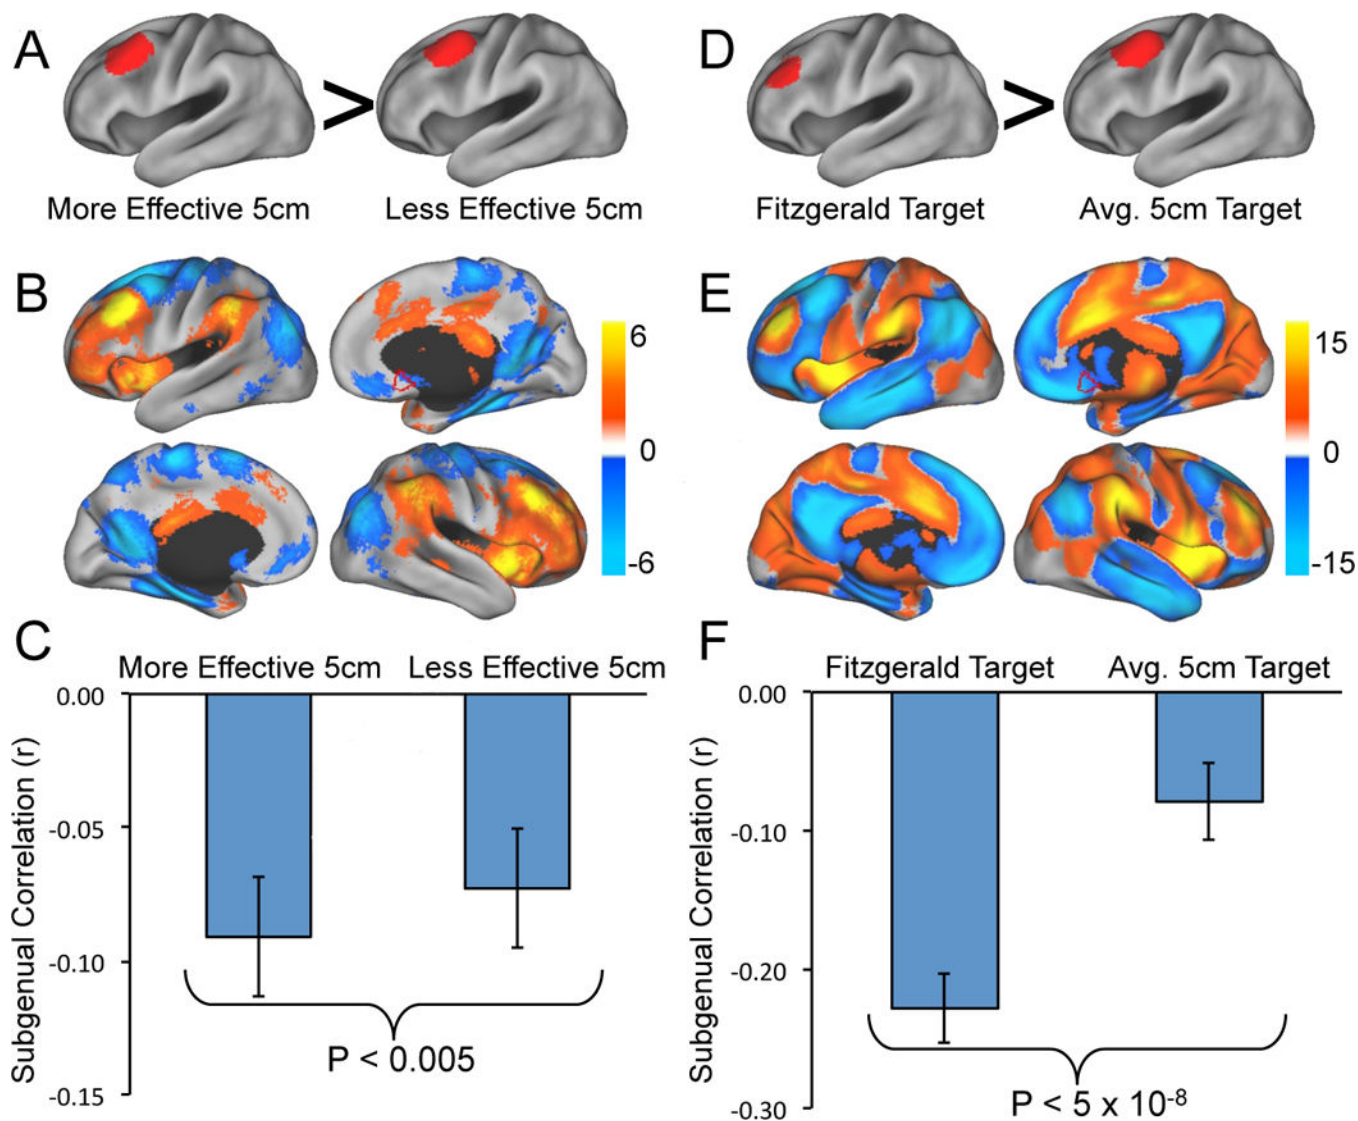 A
>
More Effective 5cm
Less Effective 5cm
B
6
0
-6
C
More Effective 5cm
Less Effective 5cm
0.00
-0.05
-0.10
-0.15
Subgenual Correlation (r)
P < 0.005
D
>
Fitzgerald Target
Avg. 5cm Target
E
15
0
-15
F
Fitzgerald Target
Avg. 5cm Target
0.00
-0.10
-0.20
-0.30
Subgenual Correlation (r)
P < 5 x 10⁻⁸